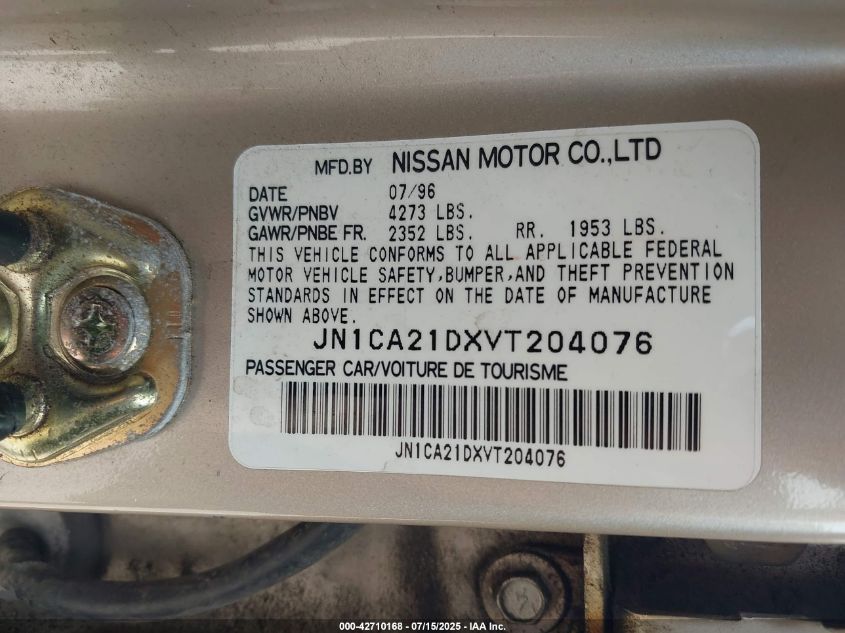 MFD.BY NISSAN MOTOR CO.,LTD
DATE 07/96
GVWR/PNBV 4273 LBS.
GAWR/PNBE FR. 2352 LBS. RR. 1953 LBS.
THIS VEHICLE CONFORMS TO ALL APPLICABLE FEDERAL
MOTOR VEHICLE SAFETY,BUMPER,AND THEFT PREVENTION
STANDARDS IN EFFECT ON THE DATE OF MANUFACTURE
SHOWN ABOVE.
JN1CA21DXVT204076
PASSENGER CAR/VOITURE DE TOURISME
JN1CA21DXVT204076
000-42710168 - 07/15/2025 - IAA Inc.